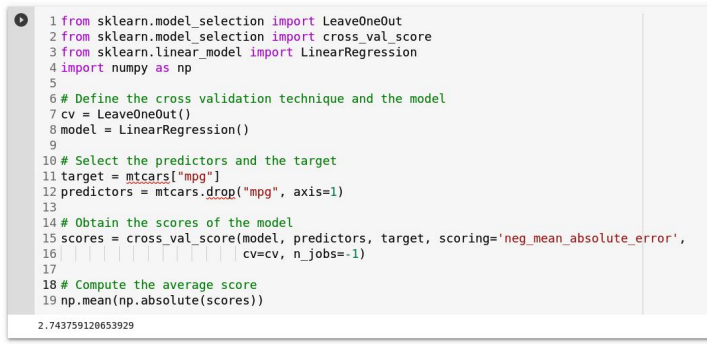 1 from sklearn.model_selection import LeaveOneOut
2 from sklearn.model_selection import cross_val_score
3 from sklearn.linear_model import LinearRegression
4 import numpy as np
5
6 # Define the cross validation technique and the model
7 cv = LeaveOneOut()
8 model = LinearRegression()
9
10 # Select the predictors and the target
11 target = mtcars["mpg"]
12 predictors = mtcars.drop("mpg", axis=1)
13
14 # Obtain the scores of the model
15 scores = cross_val_score(model, predictors, target, scoring='neg_mean_absolute_error',
16                          cv=cv, n_jobs=-1)
17
18 # Compute the average score
19 np.mean(np.absolute(scores))
2.743759120653929